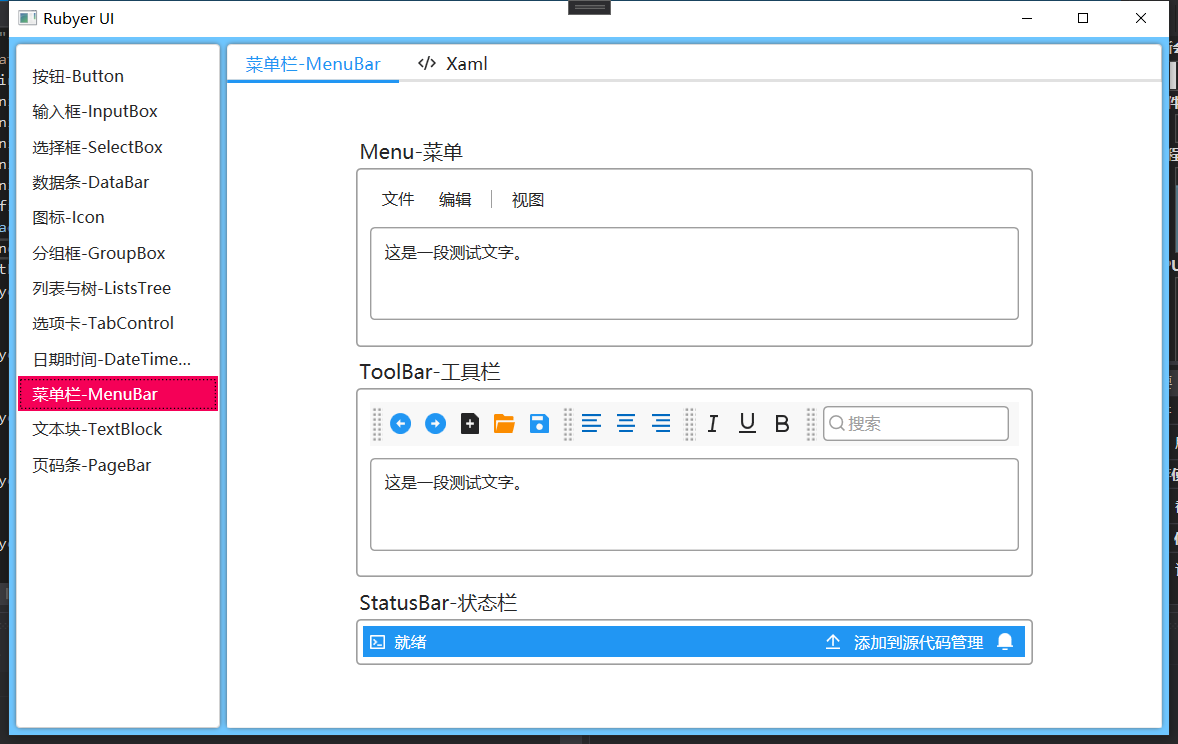 Rubyer UI
按钮-Button
输入框-InputBox
选择框-SelectBox
数据条-DataBar
图标-Icon
分组框-GroupBox
列表与树-ListsTree
选项卡-TabControl
日期时间-DateTime...
菜单栏-MenuBar
文本块-TextBlock
页码条-PageBar
菜单栏-MenuBar </> Xaml
Menu-菜单
文件 编辑 | 视图
这是一段测试文字。
ToolBar-工具栏
I U B 搜索
这是一段测试文字。
StatusBar-状态栏
就绪 添加到源代码管理